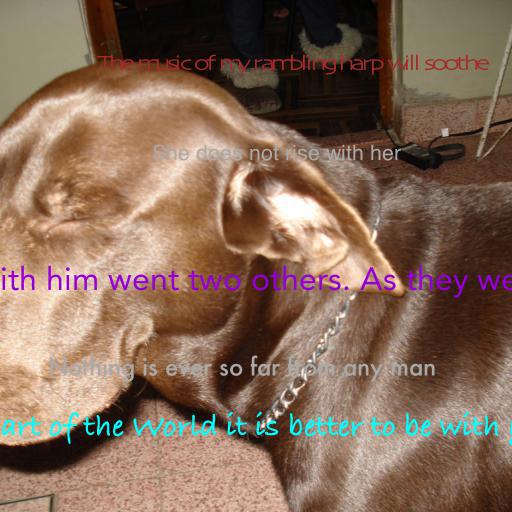 The music of my rambling harp will soothe
She does not rise with her
ith him went two others. As they we
Nothing is ever so far from any man
art of the World it is better to be with